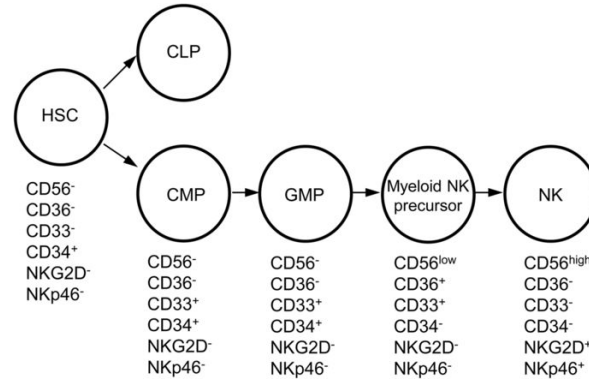 CLP
HSC
CD56⁻
CD36⁻
CD33⁻
CD34⁺
NKG2D⁻
NKp46⁻
CMP
CD56⁻
CD36⁻
CD33⁺
CD34⁺
NKG2D⁻
NKp46⁻
GMP
CD56⁻
CD36⁻
CD33⁺
CD34⁺
NKG2D⁻
NKp46⁻
Myeloid NK
precursor
CD56ˡᵒʷ
CD36⁺
CD33⁺
CD34⁻
NKG2D⁻
NKp46⁻
NK
CD56ʰⁱᵍʰ
CD36⁻
CD33⁻
CD34⁻
NKG2D⁺
NKp46⁺